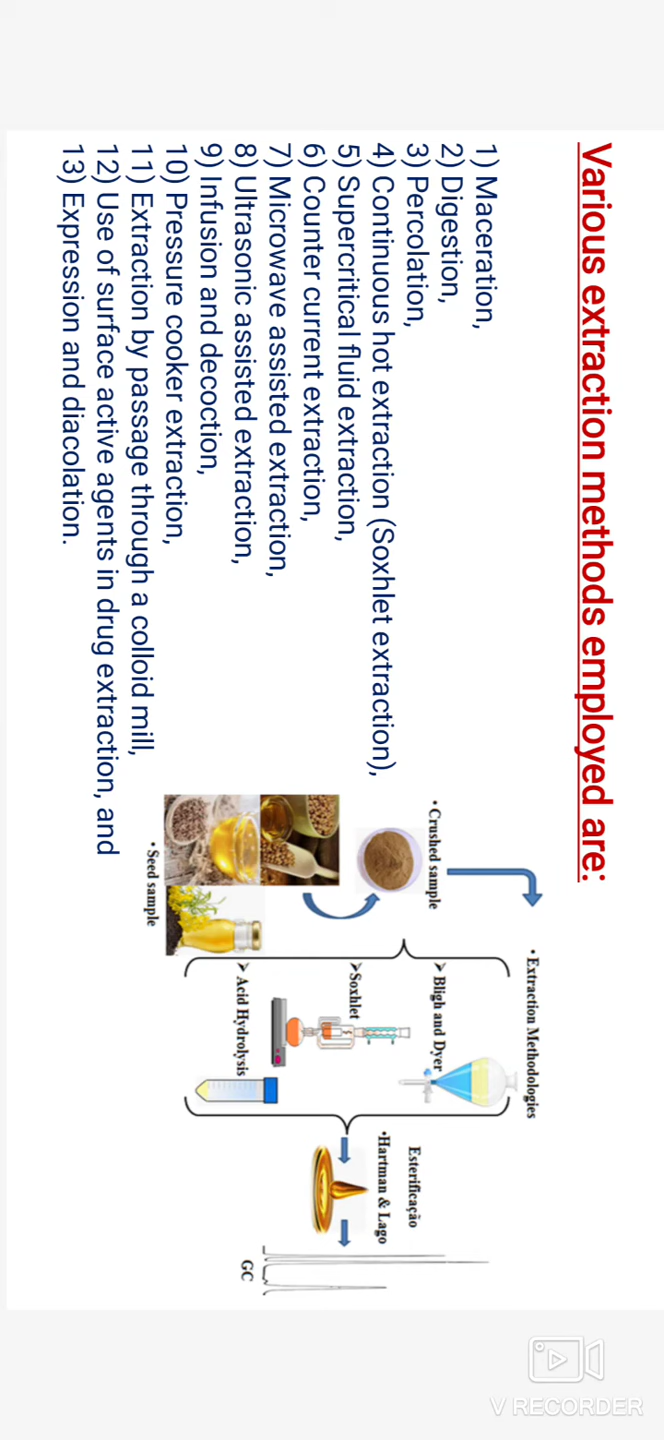 Various extraction methods employed are:
1) Maceration,
2) Digestion,
3) Percolation,
4) Continuous hot extraction (Soxhlet extraction),
5) Supercritical fluid extraction,
6) Counter current extraction,
7) Microwave assisted extraction,
8) Ultrasonic assisted extraction,
9) Infusion and decoction,
10) Pressure cooker extraction,
11) Extraction by passage through a colloid mill,
12) Use of surface active agents in drug extraction, and
13) Expression and diacolation.
• Crushed sample
• Seed sample
• Extraction Methodologies
➤ Bligh and Dyer
➤Soxhlet
➤ Acid Hydrolysis
Esterificação
•Hartman & Lago
GC
V RECORDER